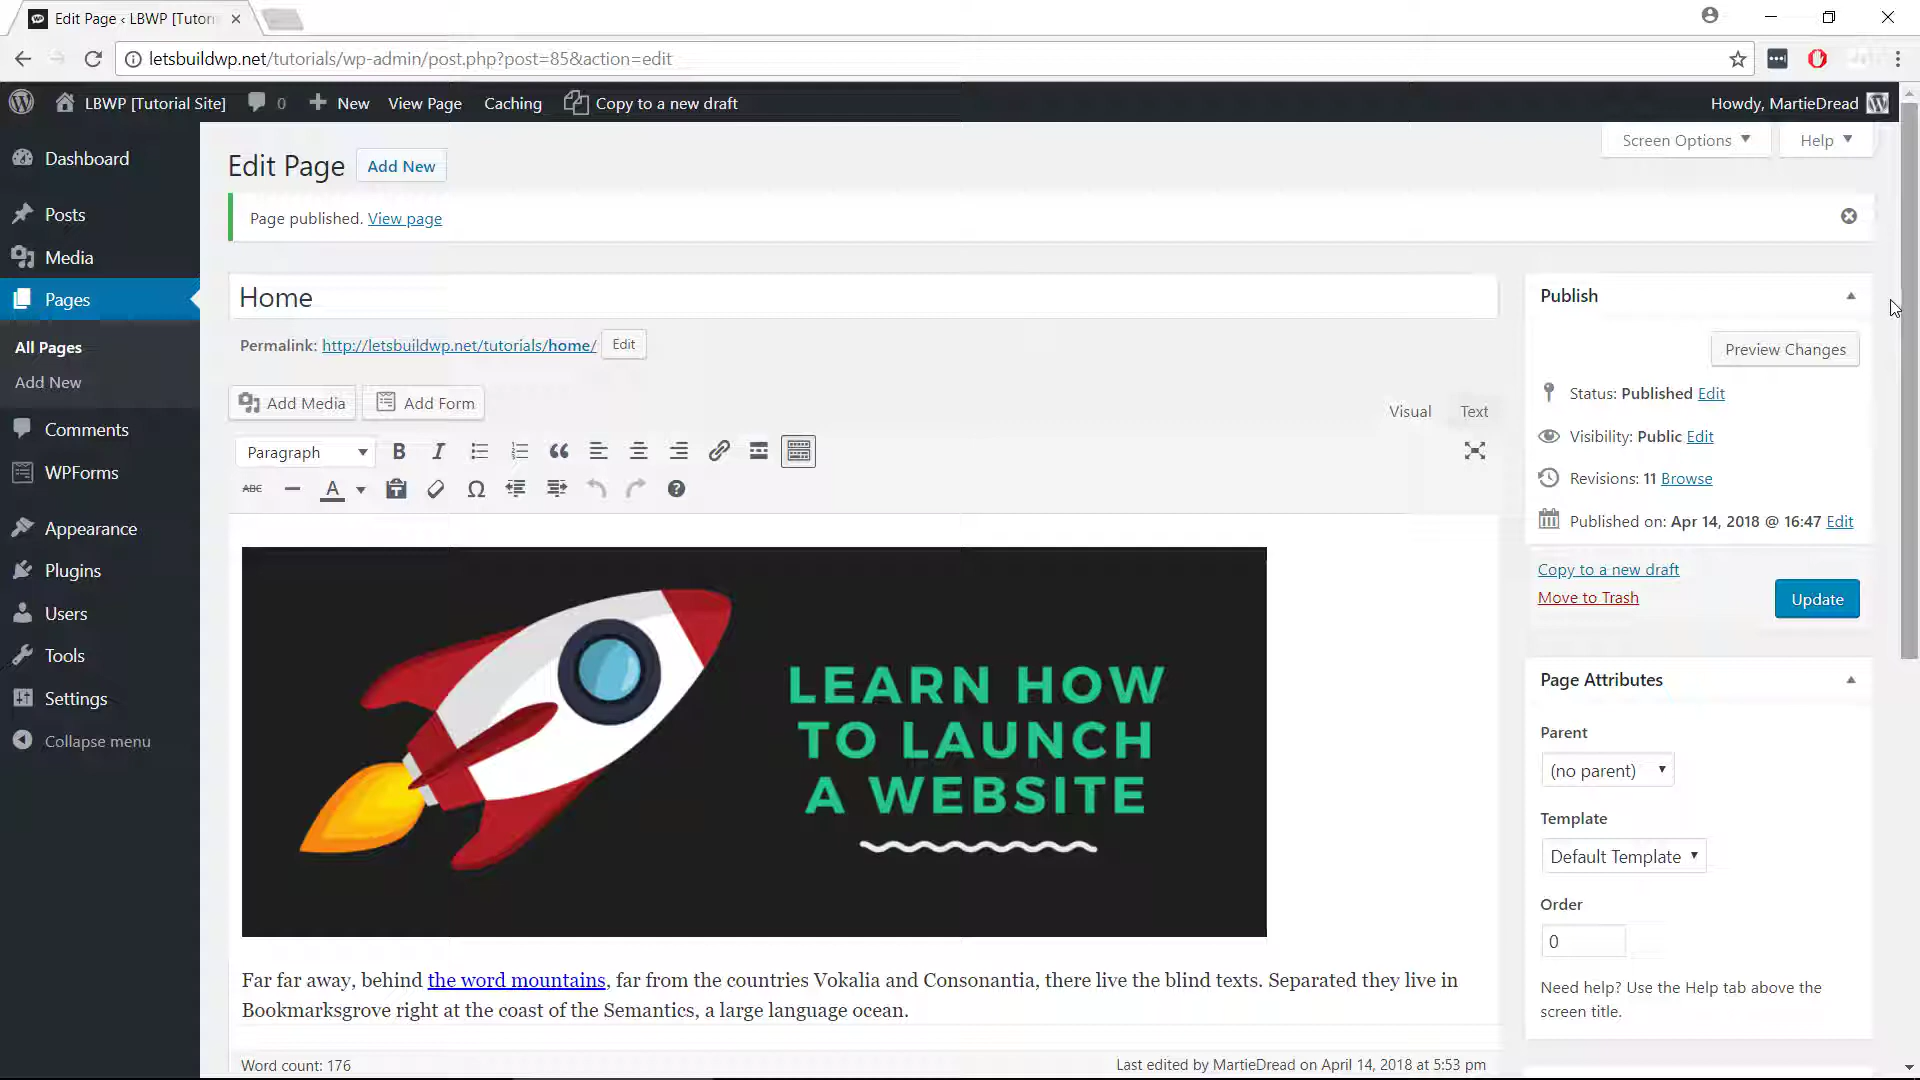 Edit Page ‹ LBWP [Tutori
letsbuildwp.net/tutorials/wp-admin/post.php?post=85&action=edit
LBWP [Tutorial Site]
0
New
View Page
Caching
Copy to a new draft
Howdy, MartieDread
Dashboard
Posts
Media
Pages
All Pages
Add New
Comments
WPForms
Appearance
Plugins
Users
Tools
Settings
Collapse menu
Screen Options
Help
Edit Page
Add New
Page published. View page
Home
Permalink: http://letsbuildwp.net/tutorials/home/
Edit
Add Media
Add Form
Visual
Text
Paragraph
B
I
ABC
A
Ω
LEARN HOW
TO LAUNCH
A WEBSITE
Far far away, behind the word mountains, far from the countries Vokalia and Consonantia, there live the blind texts. Separated they live in
Bookmarksgrove right at the coast of the Semantics, a large language ocean.
Word count: 176
Last edited by MartieDread on April 14, 2018 at 5:53 pm
Publish
Preview Changes
Status: Published Edit
Visibility: Public Edit
Revisions: 11 Browse
Published on: Apr 14, 2018 @ 16:47 Edit
Copy to a new draft
Move to Trash
Update
Page Attributes
Parent
(no parent)
Template
Default Template
Order
0
Need help? Use the Help tab above the
screen title.